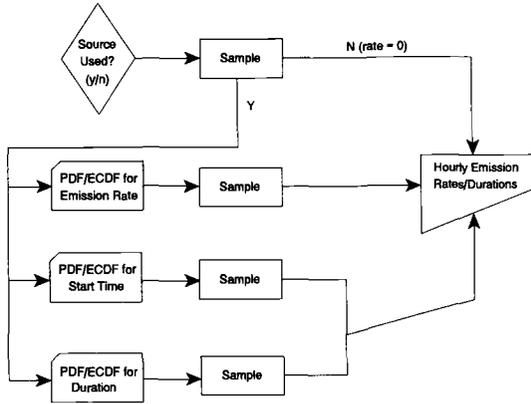 Source
Used?
(y/n)
Sample
N (rate = 0)
Y
PDF/ECDF for
Emission Rate
Sample
Hourly Emission
Rates/Durations
PDF/ECDF for
Start Time
Sample
PDF/ECDF for
Duration
Sample